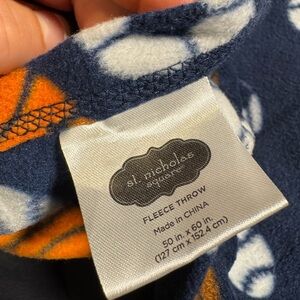 st. nicholas
square
FLEECE THROW
Made in CHINA
50 in. x 60 in.
(127 cm x 152.4 cm)